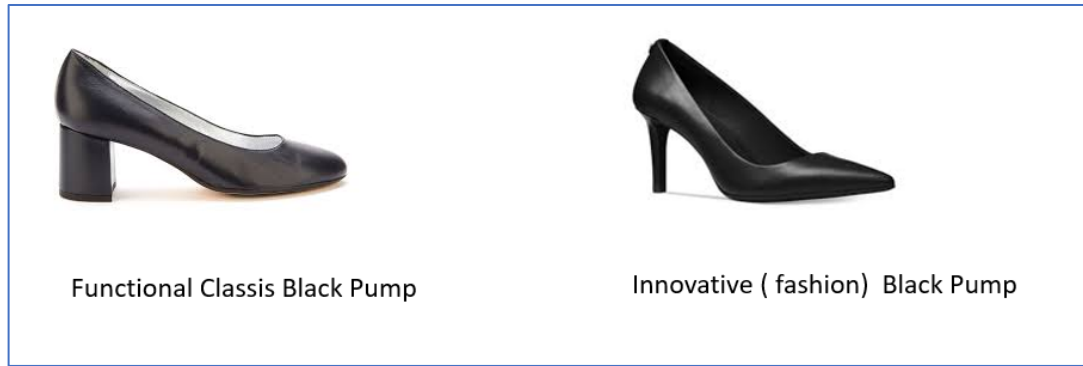 Functional Classis Black Pump
Innovative ( fashion)  Black Pump